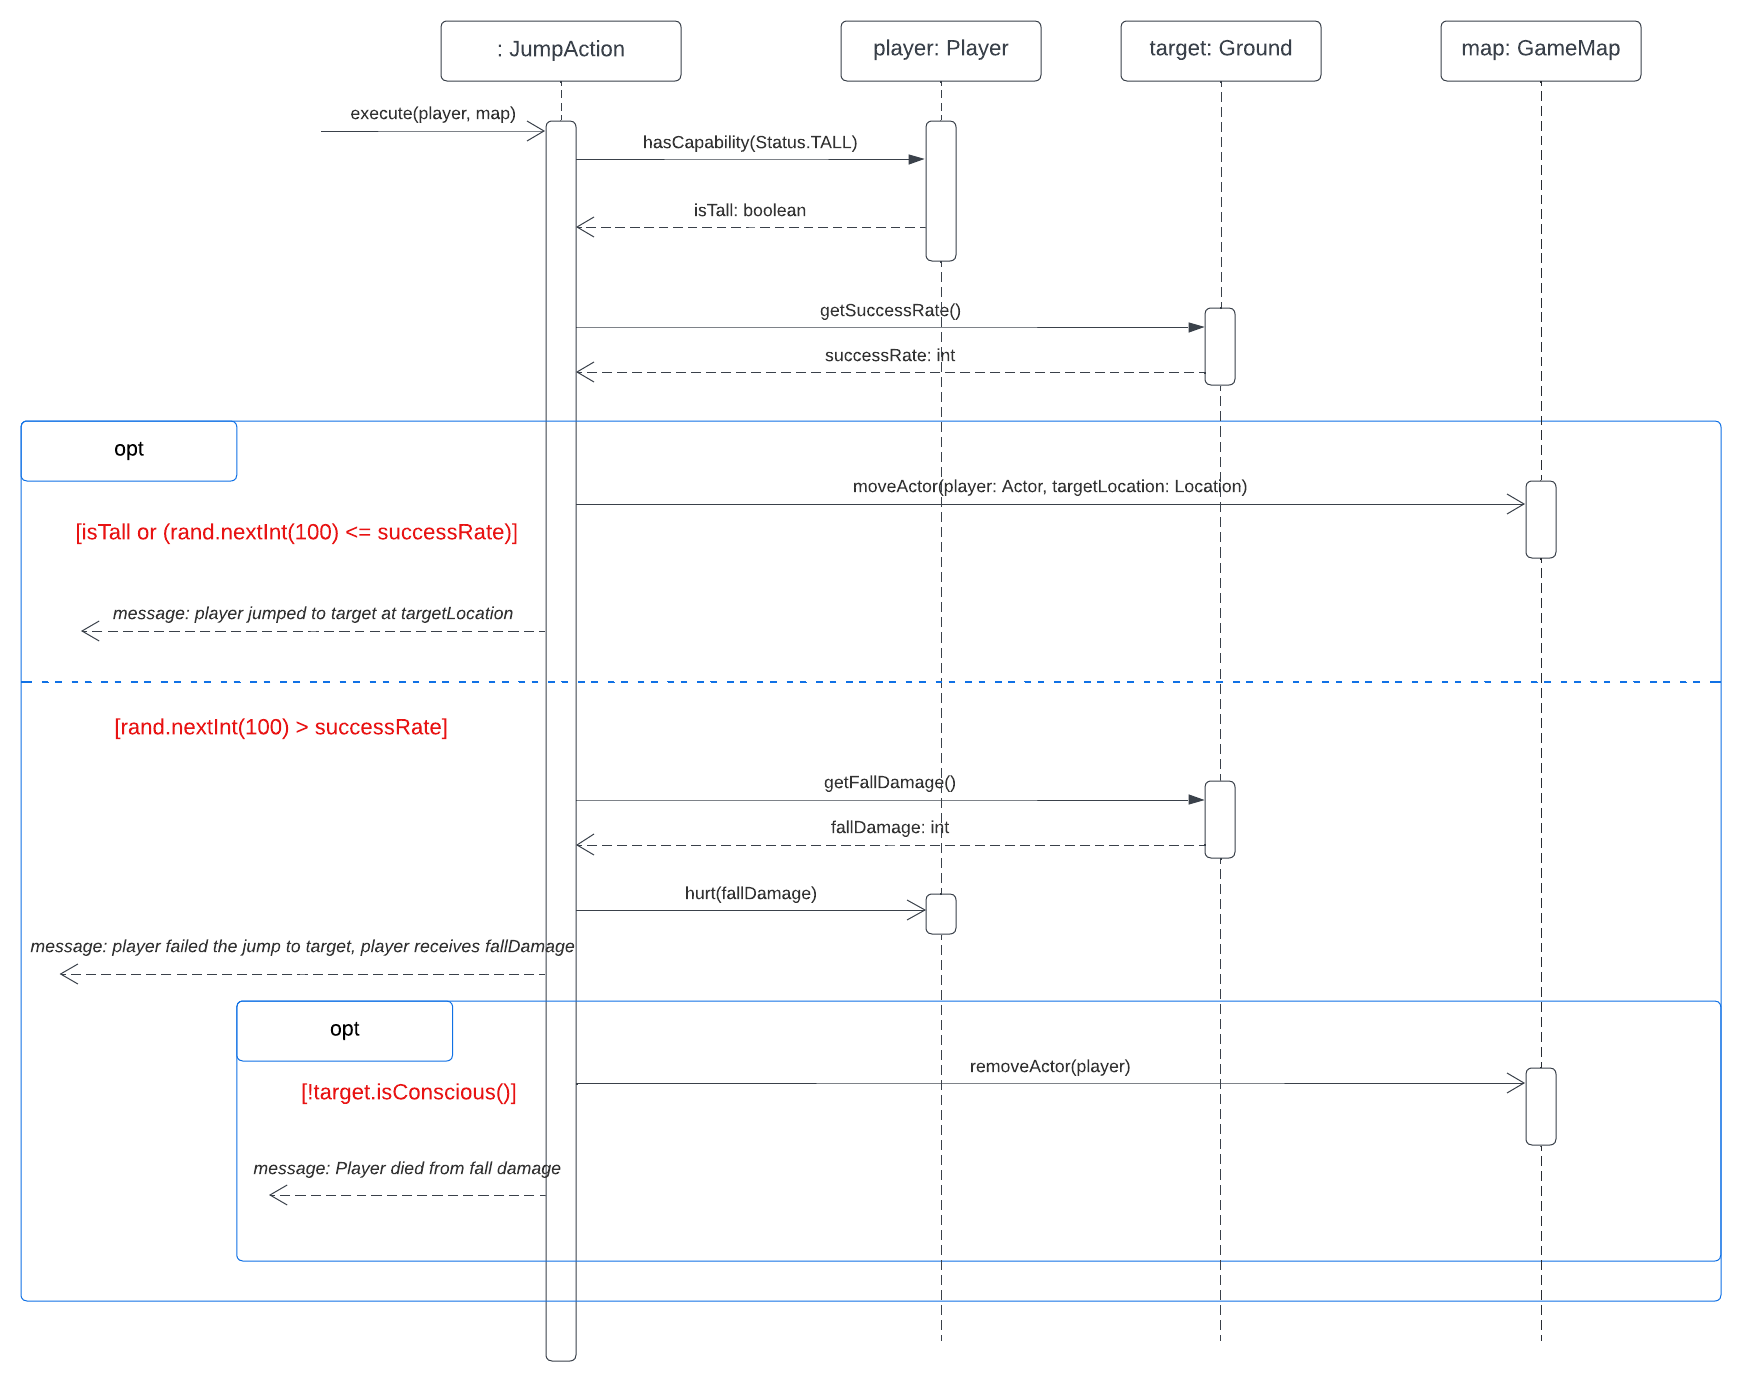 : JumpAction
player: Player
target: Ground
map: GameMap
execute(player, map)
hasCapability(Status.TALL)
isTall: boolean
getSuccessRate()
successRate: int
opt
moveActor(player: Actor, targetLocation: Location)
[isTall or (rand.nextInt(100) <= successRate)]
message: player jumped to target at targetLocation
[rand.nextInt(100) > successRate]
getFallDamage()
fallDamage: int
hurt(fallDamage)
message: player failed the jump to target, player receives fallDamage
opt
removeActor(player)
[!target.isConscious()]
message: Player died from fall damage